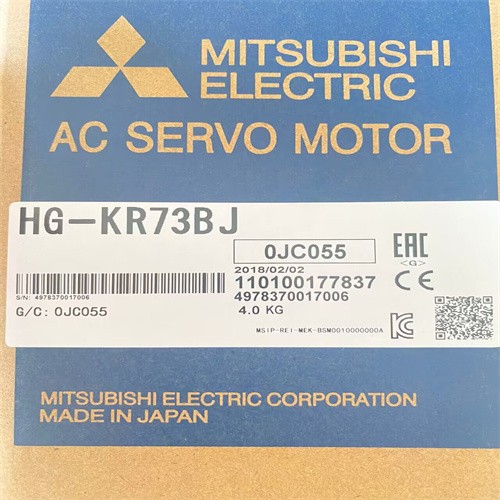 MITSUBISHI
ELECTRIC
AC SERVO MOTOR
HG-KR73BJ
0JC055
EAC
2018/02/02
<G>
110100177837
CE
S/N: 4978370017006
4978370017006
G/C: 0JC055
4.0 KG
MSIP-REI-MEK-BSM0010000000A
MITSUBISHI ELECTRIC CORPORATION
MADE IN JAPAN